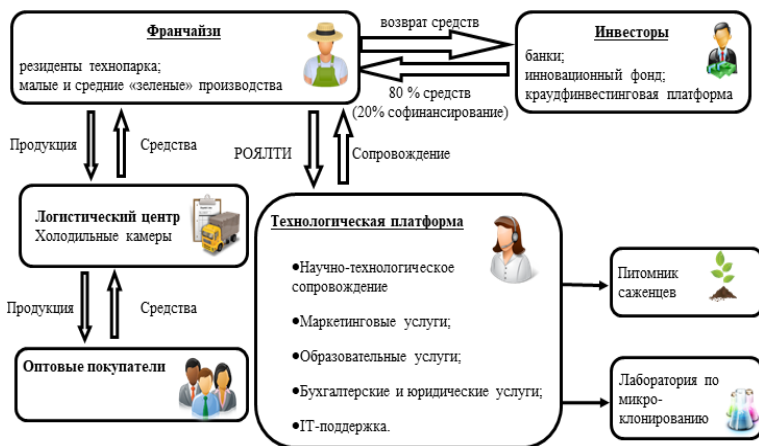 Франчайзи
резиденты технопарка;
малые и средние «зеленые» производства
возврат средств
80 % средств
(20% софинансирование)
Инвесторы
банки;
инновационный фонд;
краудфинвестинговая платформа
Продукция
Средства
РОЯЛТИ
Сопровождение
Логистический центр
Холодильные камеры
Продукция
Средства
Оптовые покупатели
Технологическая платформа
●Научно-технологическое
сопровождение
●Маркетинговые услуги;
●Образовательные услуги;
●Бухгалтерские и юридические услуги;
●IT-поддержка.
Питомник
саженцев
Лаборатория по
микро-
клонированию